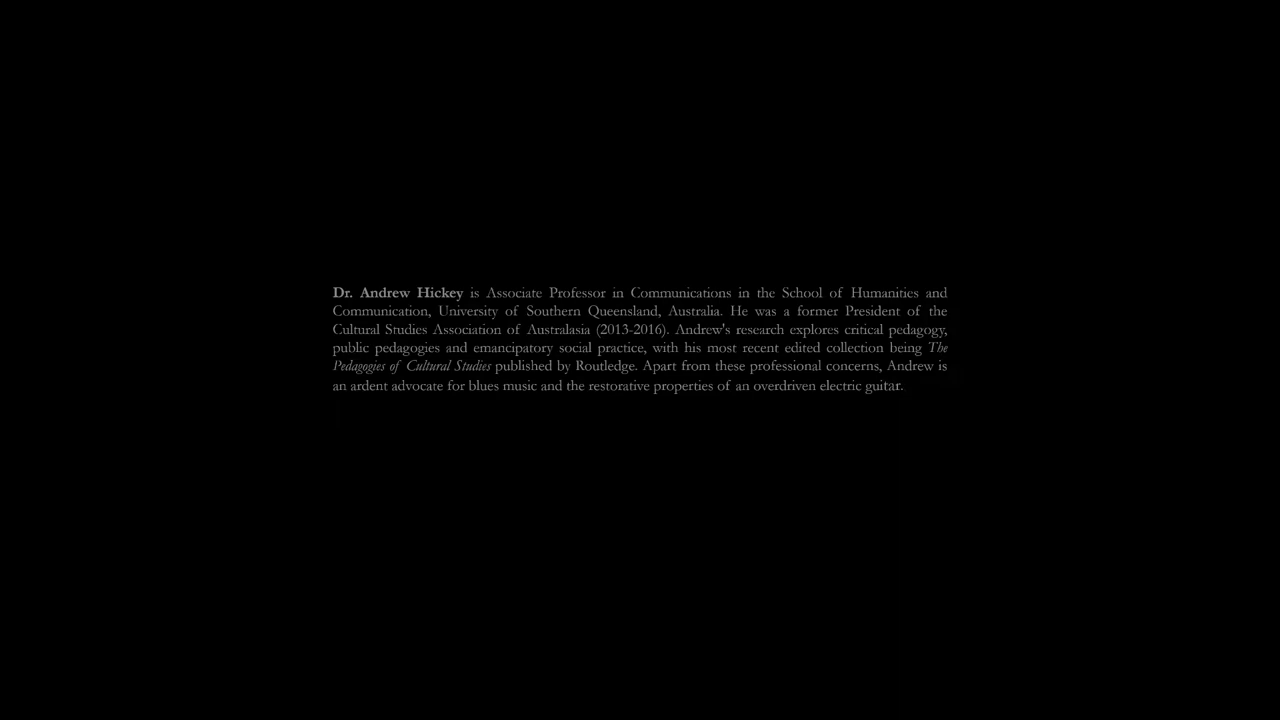 Dr. Andrew Hickey is Associate Professor in Communications in the School of Humanities and
Communication, University of Southern Queensland, Australia. He was a former President of the
Cultural Studies Association of Australasia (2013-2016). Andrew's research explores critical pedagogy,
public pedagogies and emancipatory social practice, with his most recent edited collection being The
Pedagogies of Cultural Studies published by Routledge. Apart from these professional concerns, Andrew is
an ardent advocate for blues music and the restorative properties of an overdriven electric guitar.